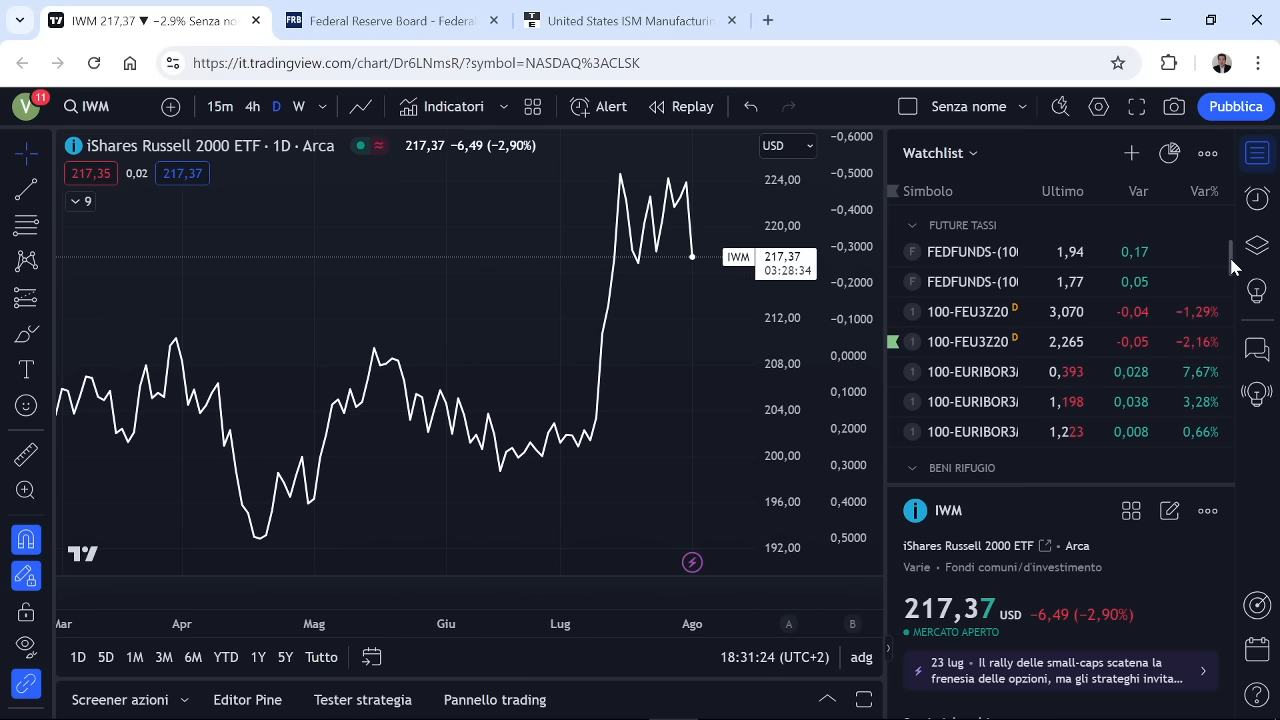 IWM 217,37 ▼ −2.9% Senza no
Federal Reserve Board - Federa
United States ISM Manufacturin
https://it.tradingview.com/chart/Dr6LNmsR/?symbol=NASDAQ%3ACLSK
V
11
IWM
15m 4h D W
Indicatori
Alert
Replay
Senza nome
Pubblica
iShares Russell 2000 ETF · 1D · Arca
217,37 −6,49 (−2,90%)
217,35 0,02 217,37
9
USD
224,00
220,00
IWM
217,37
03:28:34
212,00
208,00
204,00
200,00
196,00
192,00
−0,6000
−0,5000
−0,4000
−0,3000
−0,2000
−0,1000
0,0000
0,1000
0,2000
0,3000
0,4000
0,5000
Mar Apr Mag Giu Lug Ago
A B
1D 5D 1M 3M 6M YTD 1Y 5Y Tutto
18:31:24 (UTC+2) adg
Screener azioni Editor Pine Tester strategia Pannello trading
Watchlist
Simbolo Ultimo Var Var%
FUTURE TASSI
F FEDFUNDS-(10 1,94 0,17
F FEDFUNDS-(10 1,77 0,05
1 100-FEU3Z20 D 3,070 -0,04 −1,29%
1 100-FEU3Z20 D 2,265 -0,05 −2,16%
1 100-EURIBOR3 0,393 0,028 7,67%
1 100-EURIBOR3 1,198 0,038 3,28%
1 100-EURIBOR3 1,223 0,008 0,66%
BENI RIFUGIO
IWM
iShares Russell 2000 ETF • Arca
Varie • Fondi comuni/d'investimento
217,37 USD −6,49 (−2,90%)
MERCATO APERTO
23 lug • Il rally delle small-caps scatena la
frenesia delle opzioni, ma gli strateghi invita...